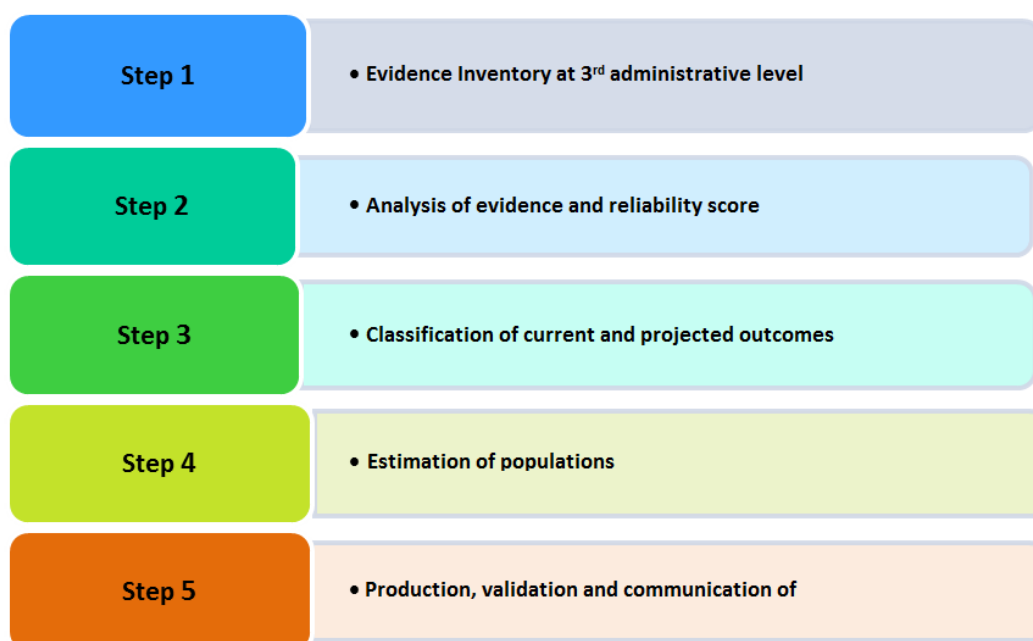 Step 1
• Evidence Inventory at 3rd administrative level
Step 2
• Analysis of evidence and reliability score
Step 3
• Classification of current and projected outcomes
Step 4
• Estimation of populations
Step 5
• Production, validation and communication of